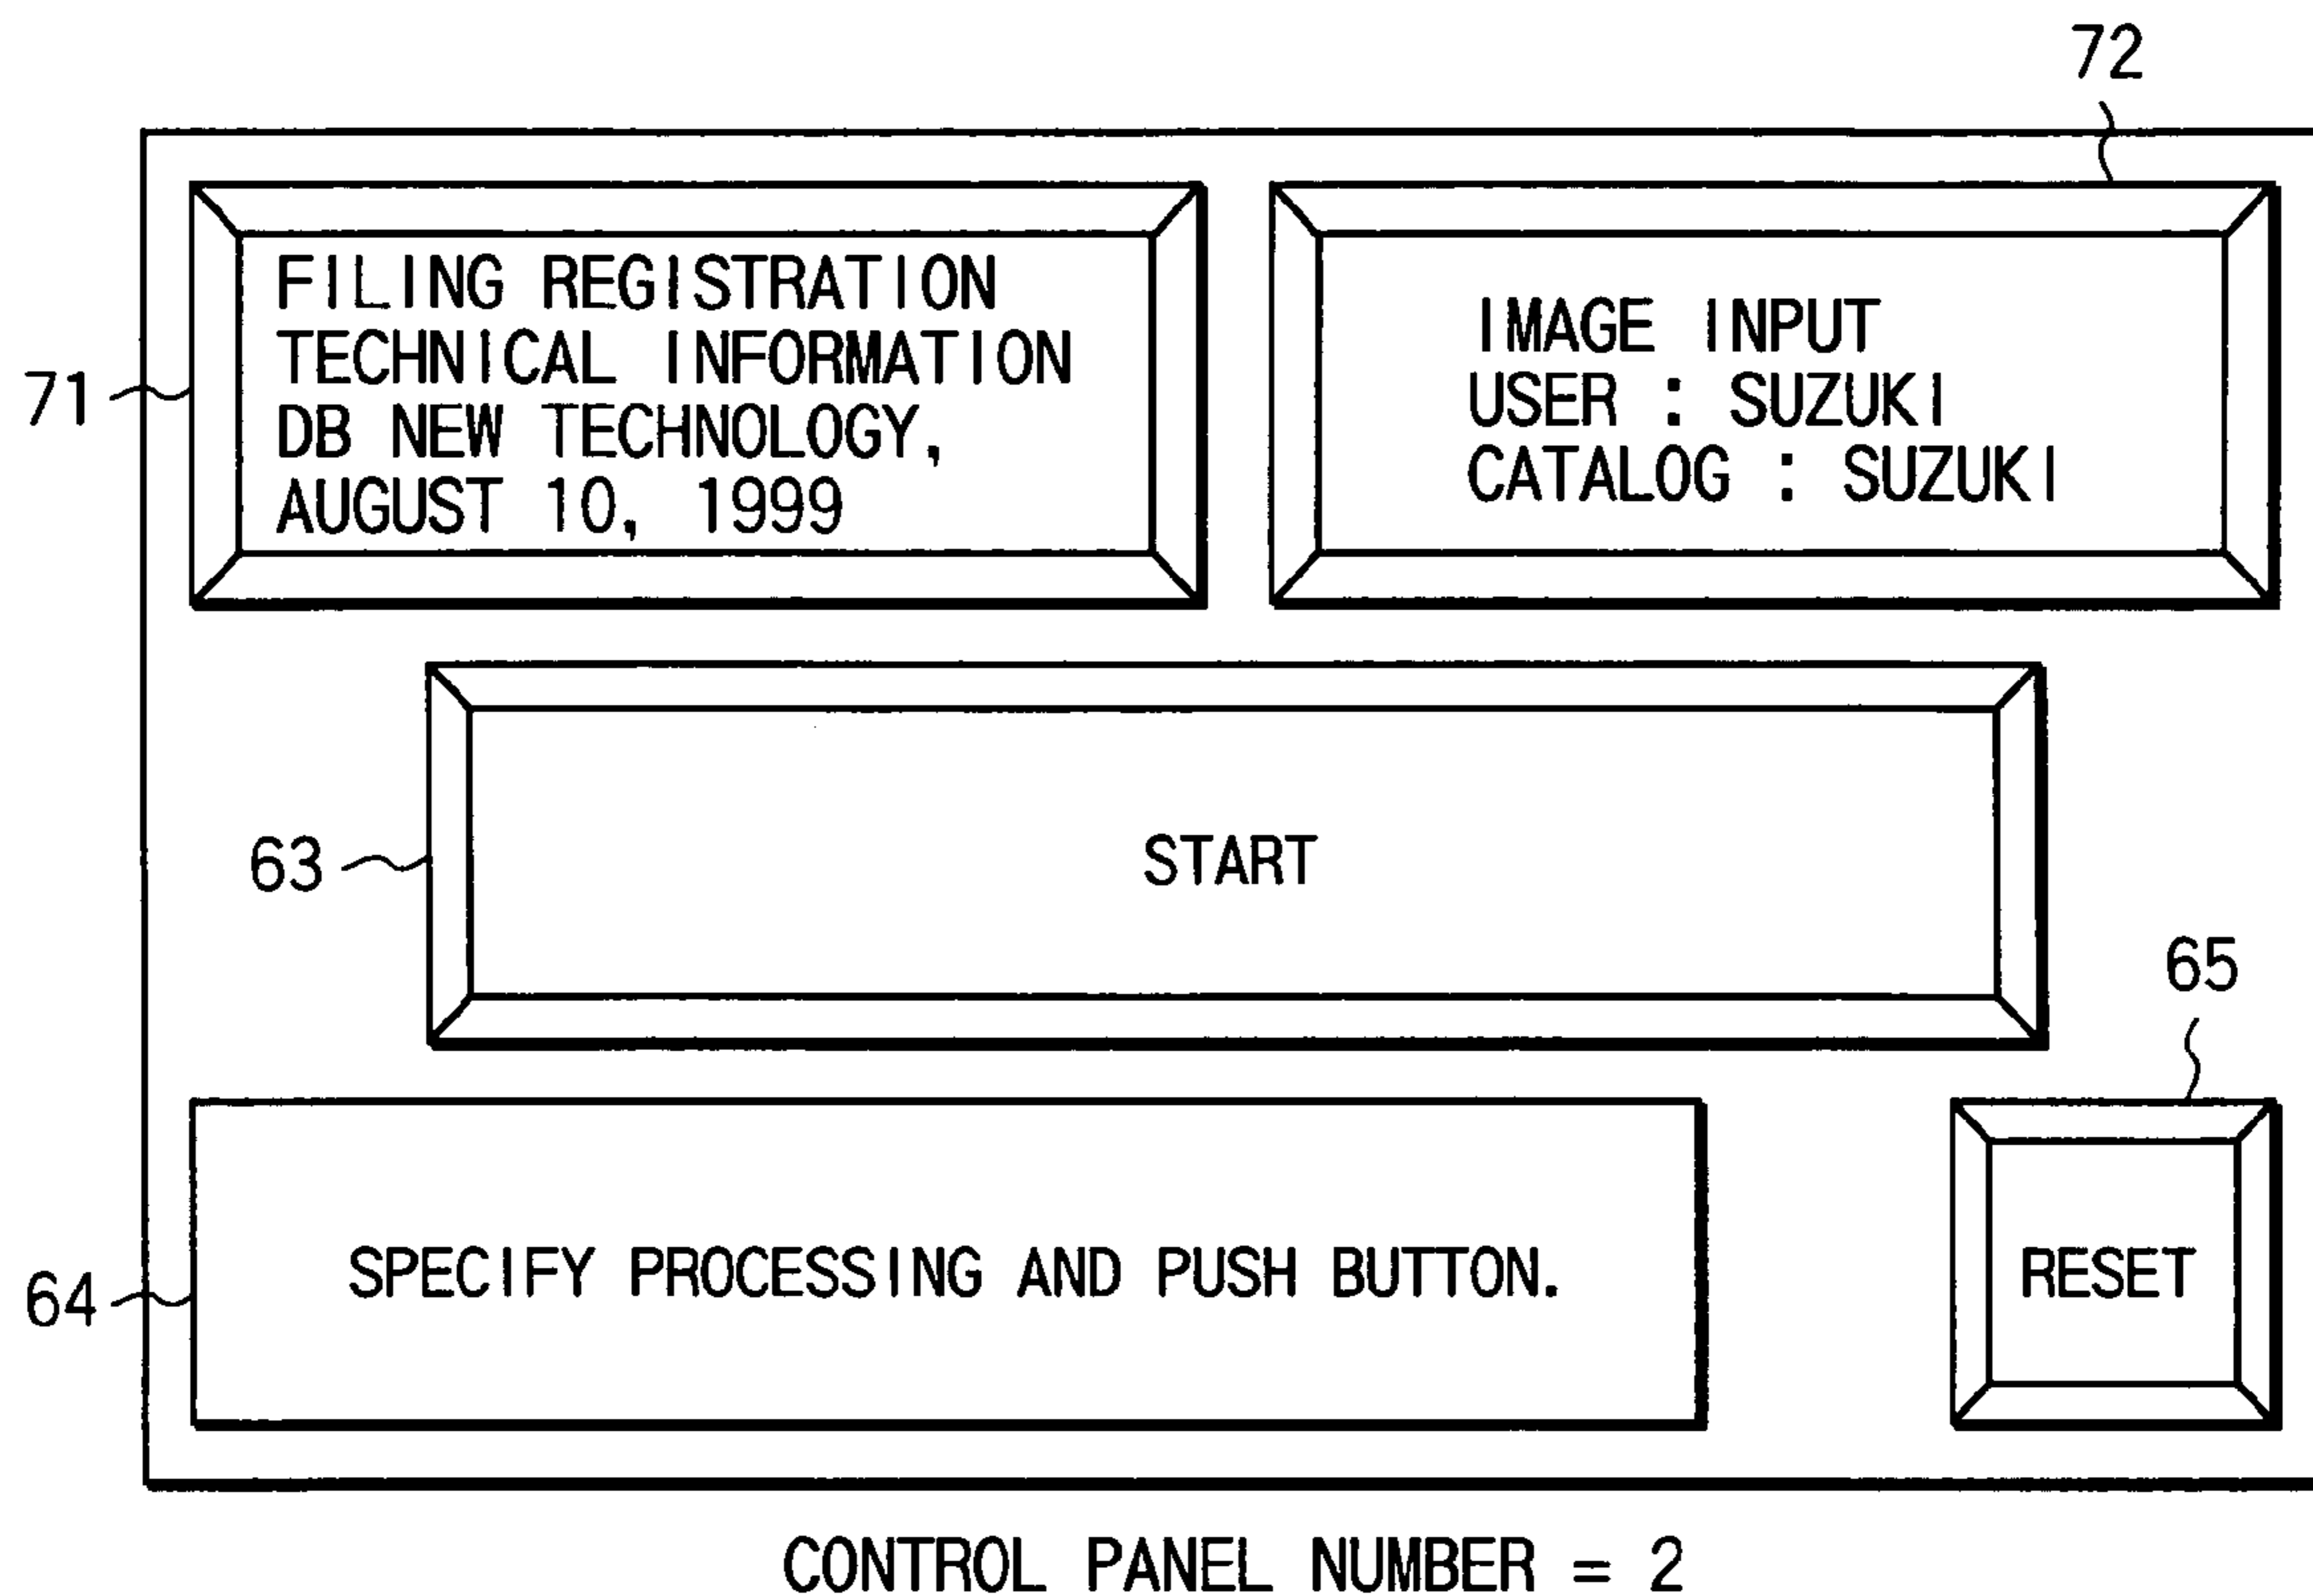 72
71
FILING REGISTRATION
TECHNICAL INFORMATION
DB NEW TECHNOLOGY,
AUGUST 10, 1999
IMAGE INPUT
USER : SUZUKI
CATALOG : SUZUKI
63
START
65
64
SPECIFY PROCESSING AND PUSH BUTTON.
RESET
CONTROL PANEL NUMBER = 2